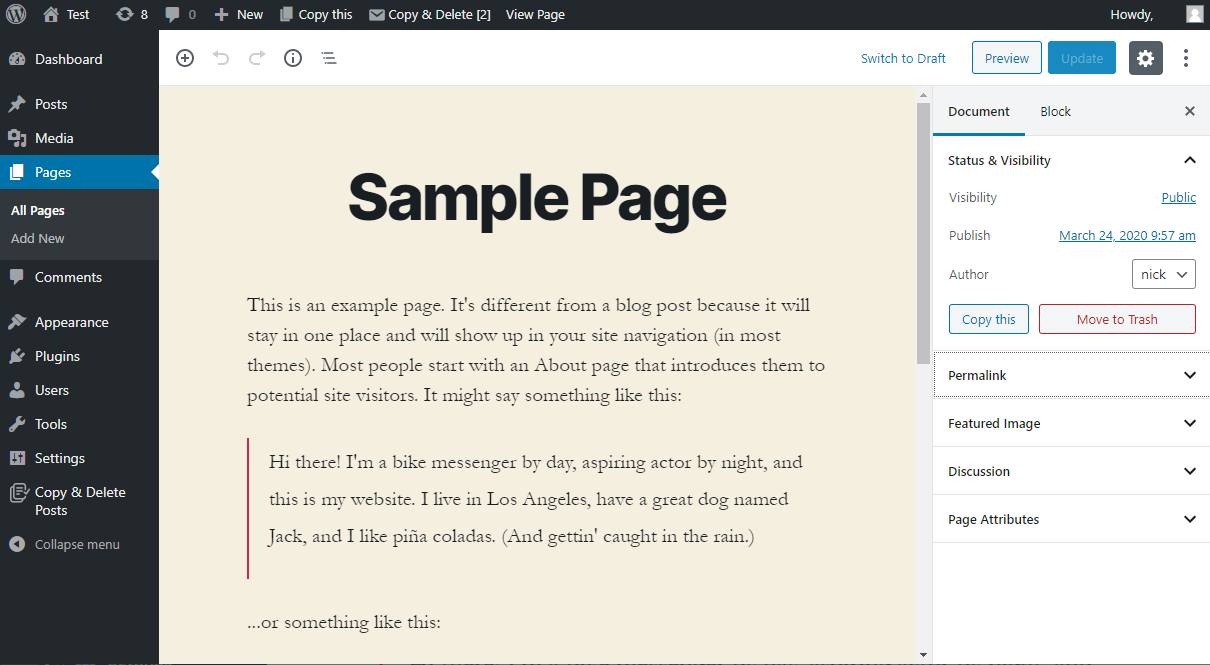 Test 8 0 New Copy this Copy & Delete [2] View Page Howdy,
Dashboard
Posts
Media
Pages
All Pages
Add New
Comments
Appearance
Plugins
Users
Tools
Settings
Copy & Delete
Posts
Collapse menu
Switch to Draft Preview Update
Sample Page
This is an example page. It's different from a blog post because it will
stay in one place and will show up in your site navigation (in most
themes). Most people start with an About page that introduces them to
potential site visitors. It might say something like this:
Hi there! I'm a bike messenger by day, aspiring actor by night, and
this is my website. I live in Los Angeles, have a great dog named
Jack, and I like piña coladas. (And gettin' caught in the rain.)
...or something like this:
Document Block
Status & Visibility
Visibility Public
Publish March 24, 2020 9:57 am
Author nick
Copy this Move to Trash
Permalink
Featured Image
Discussion
Page Attributes